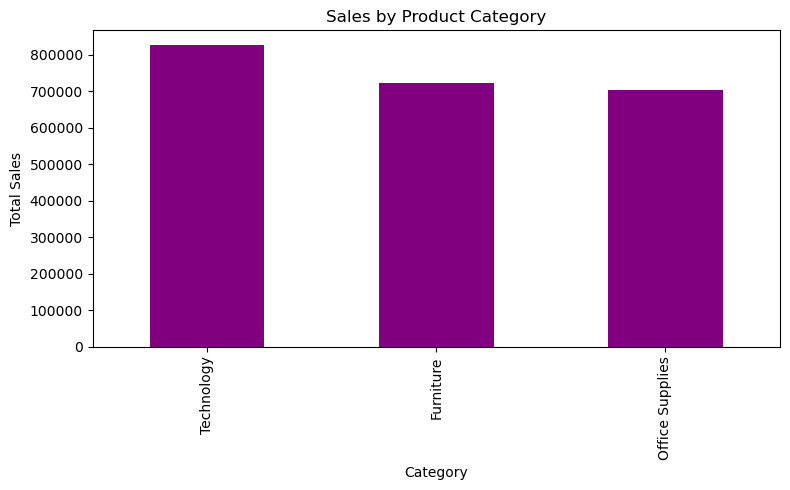 Sales by Product Category
Total Sales
800000
700000
600000
500000
400000
300000
200000
100000
0
Technology
Furniture
Office Supplies
Category